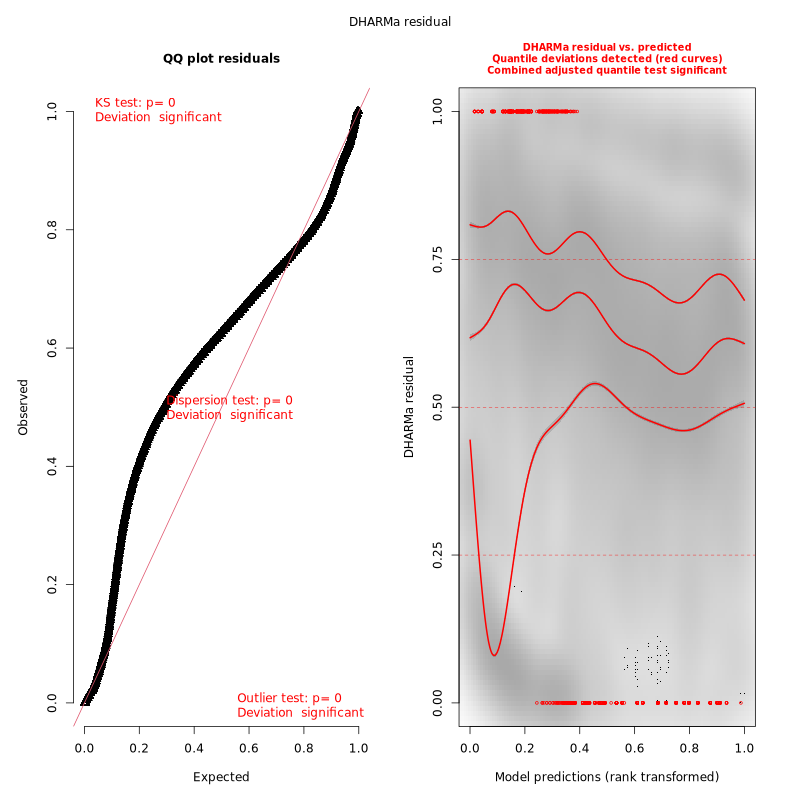 DHARMa residual
QQ plot residuals
KS test: p= 0
Deviation significant
Dispersion test: p= 0
Deviation significant
Outlier test: p= 0
Deviation significant
Observed
0.0
0.2
0.4
0.6
0.8
1.0
0.0
0.2
0.4
0.6
0.8
1.0
Expected
DHARMa residual vs. predicted
Quantile deviations detected (red curves)
Combined adjusted quantile test significant
DHARMa residual
0.00
0.25
0.50
0.75
1.00
0.0
0.2
0.4
0.6
0.8
1.0
Model predictions (rank transformed)